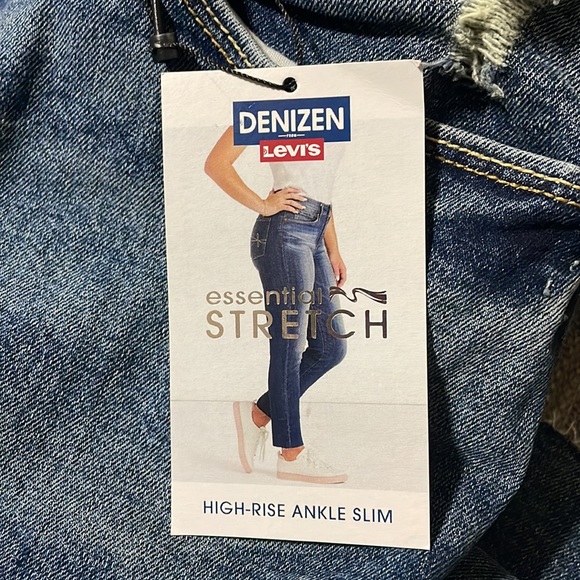 DENIZEN
FROM
LEVI'S
essential
STRETCH
HIGH-RISE ANKLE SLIM